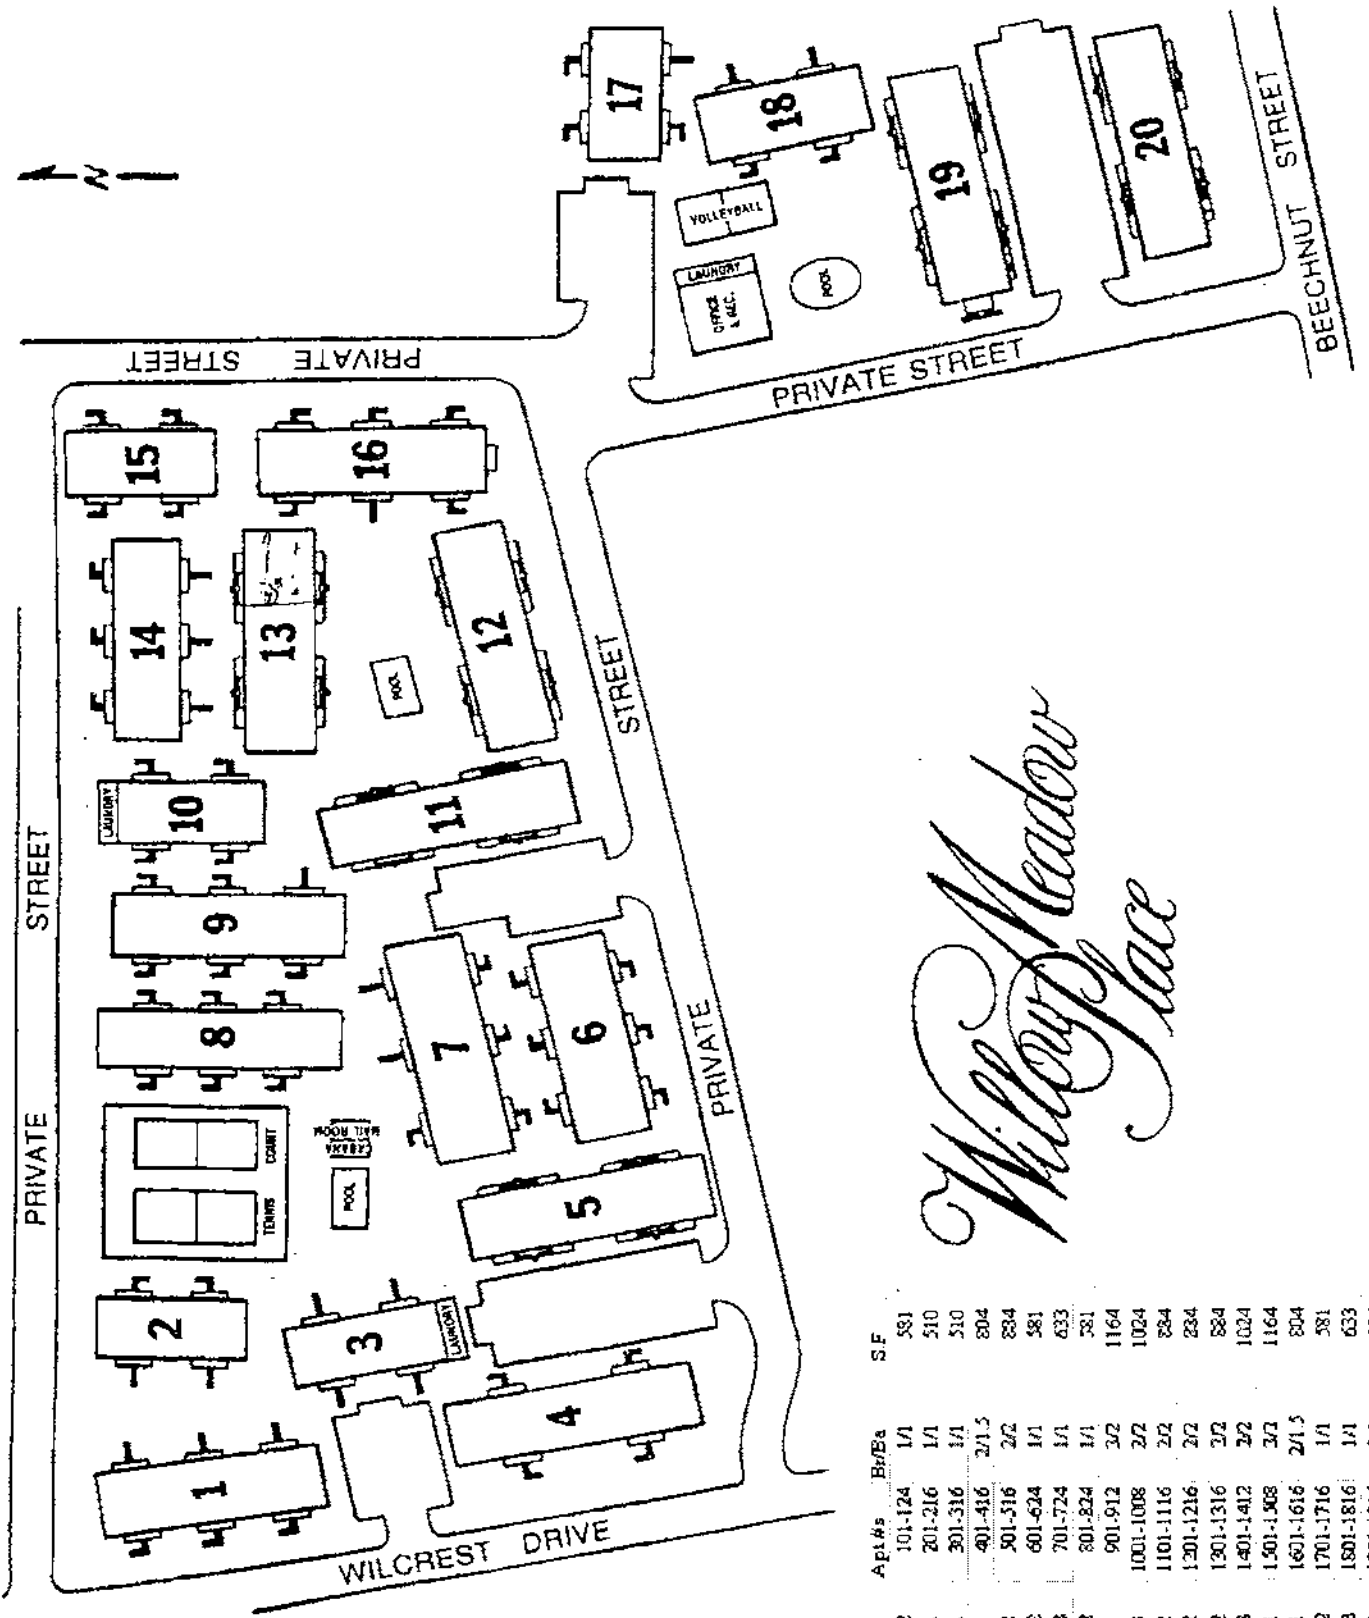 N
PRIVATE STREET
PRIVATE STREET
PRIVATE STREET
PRIVATE STREET
WILCREST DRIVE
BEECHNUT STREET
1
2
3
LAUNDRY
4
5
6
7
8
9
10
LAUNDRY
11
12
13
14
15
16
17
18
19
20
TENNIS COURT
POOL
CABANA
MAIL ROOM
POOL
VOLLEYBALL
LAUNDRY
OFFICE
& REC.
POOL
Willow Meadow
Place
Apt#s Br/Ba S.F
101-124 1/1 581
201-216 1/1 510
301-316 1/1 510
401-416 2/1.5 804
501-516 2/2 884
601-624 1/1 581
701-724 1/1 633
801-824 1/1 581
901-912 3/2 1164
1001-1008 2/2 1024
1101-1116 2/2 884
1201-1216 2/2 884
1301-1316 2/2 884
1401-1412 2/2 1024
1501-1508 3/2 1164
1601-1616 2/1.5 804
1701-1716 1/1 581
1801-1816 1/1 633